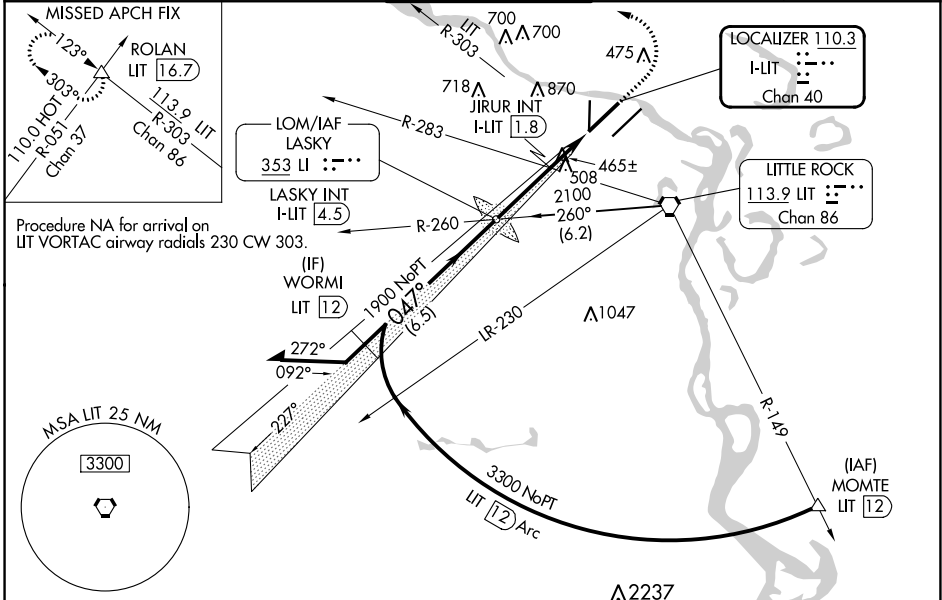 MISSED APCH FIX
123°
303°
ROLAN
LIT 16.7
110.0 HOT
R-051
Chan 37
113.9 LIT
R-303
Chan 86
LIT
R-303
700
700
475
718
870
JIRUR INT
I-LIT 1.8
LOCALIZER 110.3
I-LIT
Chan 40
R-283
LOM/IAF
LASKY
353 LI
LASKY INT
I-LIT 4.5
465±
508
2100
260°
(6.2)
R-260
LITTLE ROCK
113.9 LIT
Chan 86
Procedure NA for arrival on
LIT VORTAC airway radials 230 CW 303.
(IF)
WORMI
LIT 12
1900 NoPT
047°
(6.5)
LR-230
1047
272°
092°
227°
R-149
MSA LIT 25 NM
3300
3300 NoPT
LIT 12 Arc
(IAF)
MOMTE
LIT 12
2237